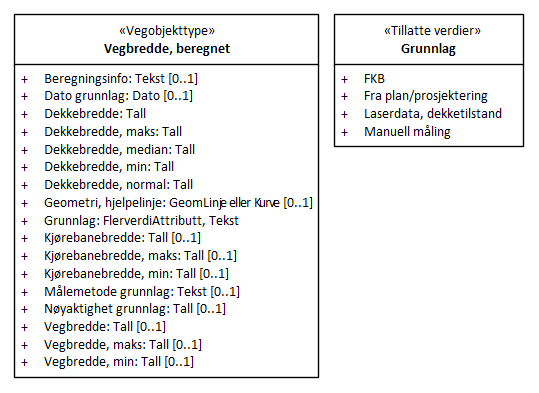 «Vegobjekttype»
Vegbredde, beregnet
+ Beregningsinfo: Tekst [0..1]
+ Dato grunnlag: Dato [0..1]
+ Dekkebredde: Tall
+ Dekkebredde, maks: Tall
+ Dekkebredde, median: Tall
+ Dekkebredde, min: Tall
+ Dekkebredde, normal: Tall
+ Geometri, hjelpelinje: GeomLinje eller Kurve [0..1]
+ Grunnlag: FlerverdiAttributt, Tekst
+ Kjørebanebredde: Tall [0..1]
+ Kjørebanebredde, maks: Tall [0..1]
+ Kjørebanebredde, min: Tall [0..1]
+ Målemetode grunnlag: Tekst [0..1]
+ Nøyaktighet grunnlag: Tall [0..1]
+ Vegbredde: Tall [0..1]
+ Vegbredde, maks: Tall [0..1]
+ Vegbredde, min: Tall [0..1]
«Tillatte verdier»
Grunnlag
+ FKB
+ Fra plan/prosjektering
+ Laserdata, dekketilstand
+ Manuell måling